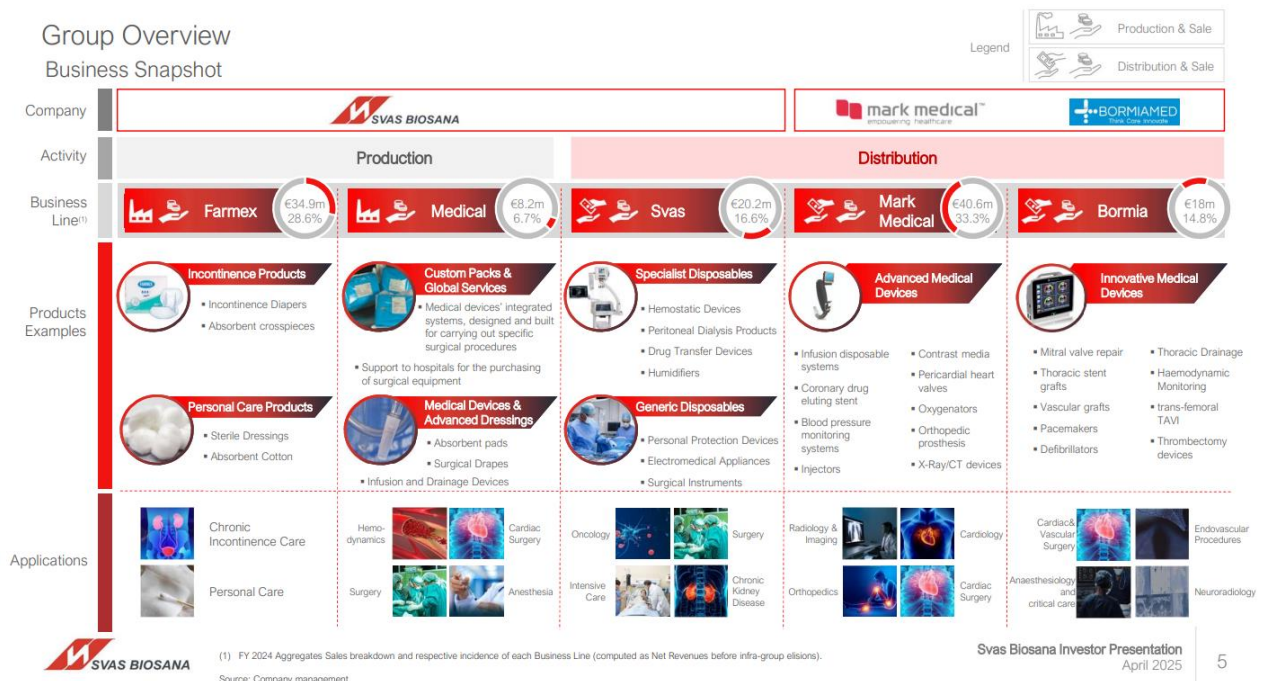 Group Overview
Business Snapshot
Legend
Production & Sale
Distribution & Sale
Company
SVAS BIOSANA
mark medical™
empowering healthcare
BORMIAMED
Think Care Innovate
Activity
Production
Distribution
Business
Line(1)
Farmex
€34.9m
28.6%
Medical
€8.2m
6.7%
Svas
€20.2m
16.6%
Mark
Medical
€40.6m
33.3%
Bormia
€18m
14.8%
Products
Examples
Incontinence Products
▪ Incontinence Diapers
▪ Absorbent crosspieces
Personal Care Products
▪ Sterile Dressings
▪ Absorbent Cotton
Custom Packs &
Global Services
▪ Medical devices' integrated
systems, designed and built
for carrying out specific
surgical procedures
▪ Support to hospitals for the purchasing
of surgical equipment
Medical Devices &
Advanced Dressings
▪ Absorbent pads
▪ Surgical Drapes
▪ Infusion and Drainage Devices
Specialist Disposables
▪ Hemostatic Devices
▪ Peritoneal Dialysis Products
▪ Drug Transfer Devices
▪ Humidifiers
Generic Disposables
▪ Personal Protection Devices
▪ Electromedical Appliances
▪ Surgical Instruments
Advanced Medical
Devices
▪ Infusion disposable
systems
▪ Coronary drug
eluting stent
▪ Blood pressure
monitoring
systems
▪ Injectors
▪ Contrast media
▪ Pericardial heart
valves
▪ Oxygenators
▪ Orthopedic
prosthesis
▪ X-Ray/CT devices
Innovative Medical
Devices
▪ Mitral valve repair
▪ Thoracic stent
grafts
▪ Vascular grafts
▪ Pacemakers
▪ Defibrillators
▪ Thoracic Drainage
▪ Haemodynamic
Monitoring
▪ trans-femoral
TAVI
▪ Thrombectomy
devices
Applications
Chronic
Incontinence Care
Personal Care
Hemo-
dynamics
Cardiac
Surgery
Surgery
Anesthesia
Oncology
Surgery
Intensive
Care
Chronic
Kidney
Disease
Radiology &
Imaging
Cardiology
Orthopedics
Cardiac
Surgery
Cardiac&
Vascular
Surgery
Endovascular
Procedures
Anaesthesiology
and
critical care
Neuroradiology
SVAS BIOSANA
(1) FY 2024 Aggregates Sales breakdown and respective incidence of each Business Line (computed as Net Revenues before infra-group elisions).
Source: Company management
Svas Biosana Investor Presentation
April 2025
5